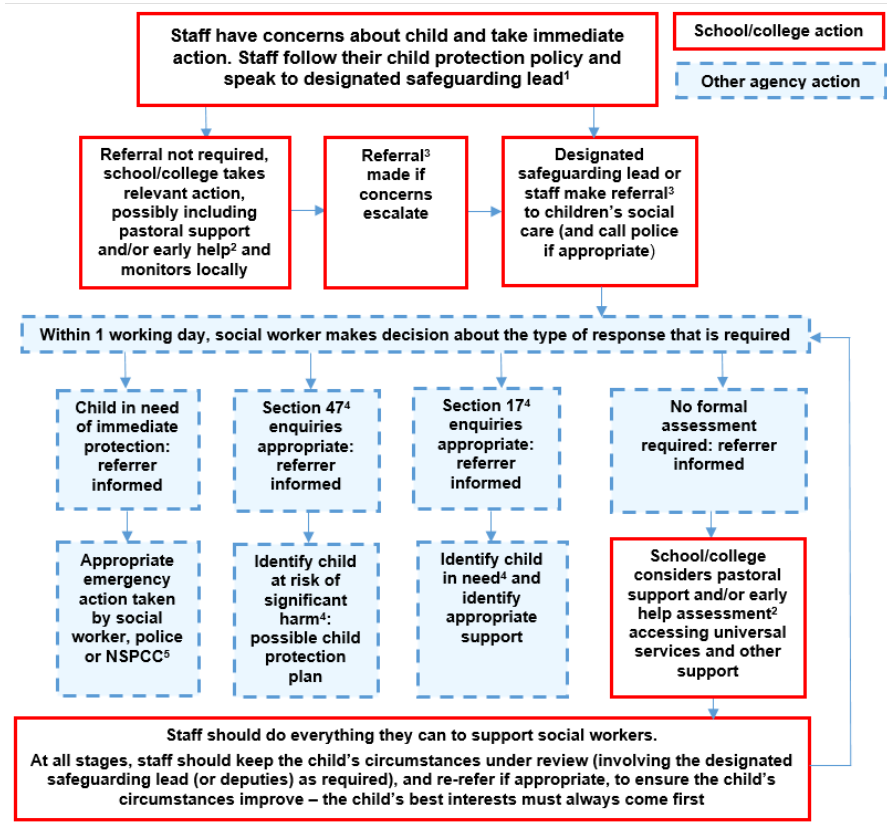 Staff have concerns about child and take immediate
action. Staff follow their child protection policy and
speak to designated safeguarding lead¹
School/college action
Other agency action
Referral not required,
school/college takes
relevant action,
possibly including
pastoral support
and/or early help² and
monitors locally
Referral³
made if
concerns
escalate
Designated
safeguarding lead or
staff make referral³
to children’s social
care (and call police
if appropriate)
Within 1 working day, social worker makes decision about the type of response that is required
Child in need
of immediate
protection:
referrer
informed
Section 47⁴
enquiries
appropriate:
referrer
informed
Section 17⁴
enquiries
appropriate:
referrer
informed
No formal
assessment
required: referrer
informed
Appropriate
emergency
action taken
by social
worker, police
or NSPCC⁵
Identify child
at risk of
significant
harm⁴:
possible child
protection
plan
Identify child
in need⁴ and
identify
appropriate
support
School/college
considers pastoral
support and/or early
help assessment²
accessing universal
services and other
support
Staff should do everything they can to support social workers.
At all stages, staff should keep the child’s circumstances under review (involving the designated
safeguarding lead (or deputies) as required), and re-refer if appropriate, to ensure the child’s
circumstances improve – the child’s best interests must always come first